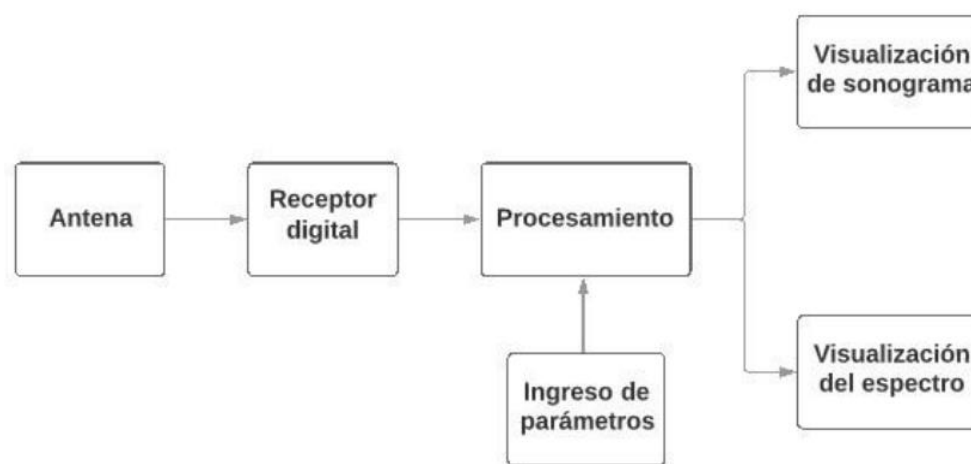 Antena
Receptor
digital
Procesamiento
Ingreso de
parámetros
Visualización
de sonograma
Visualización
del espectro